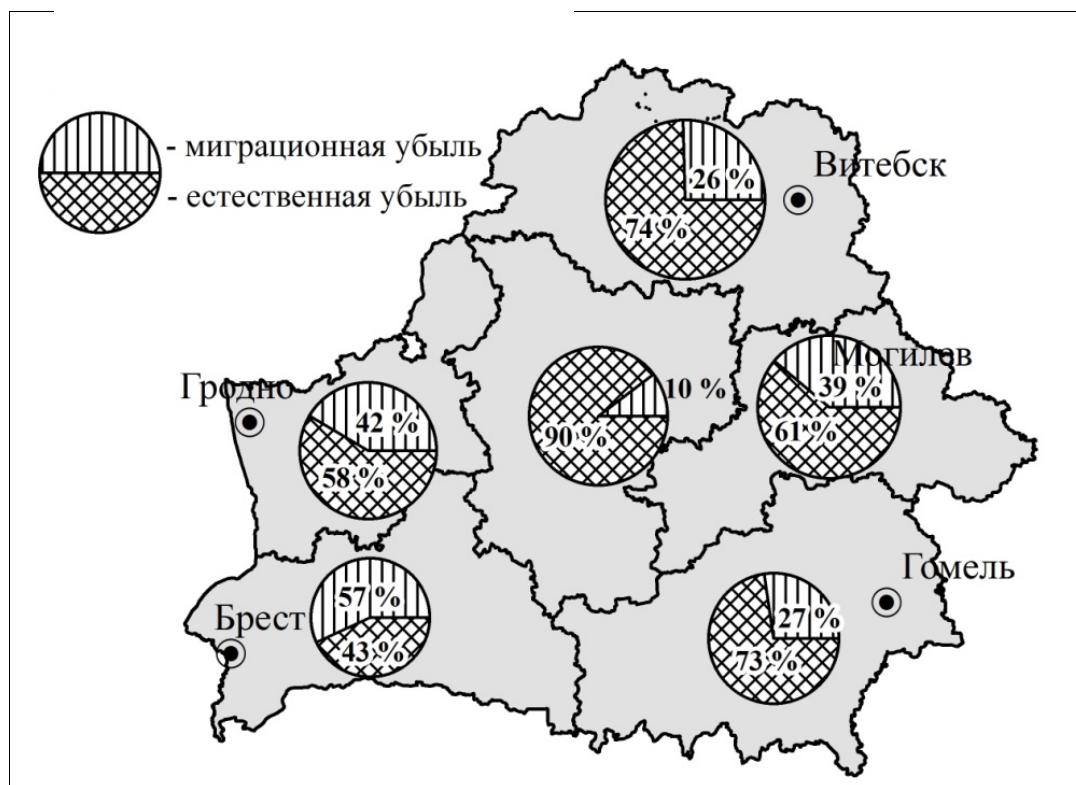 - миграционная убыль
- естественная убыль
Витебск
26 %
74 %
Могилев
39 %
61 %
Гродно
42 %
58 %
10 %
90 %
Брест
57 %
43 %
Гомель
27 %
73 %